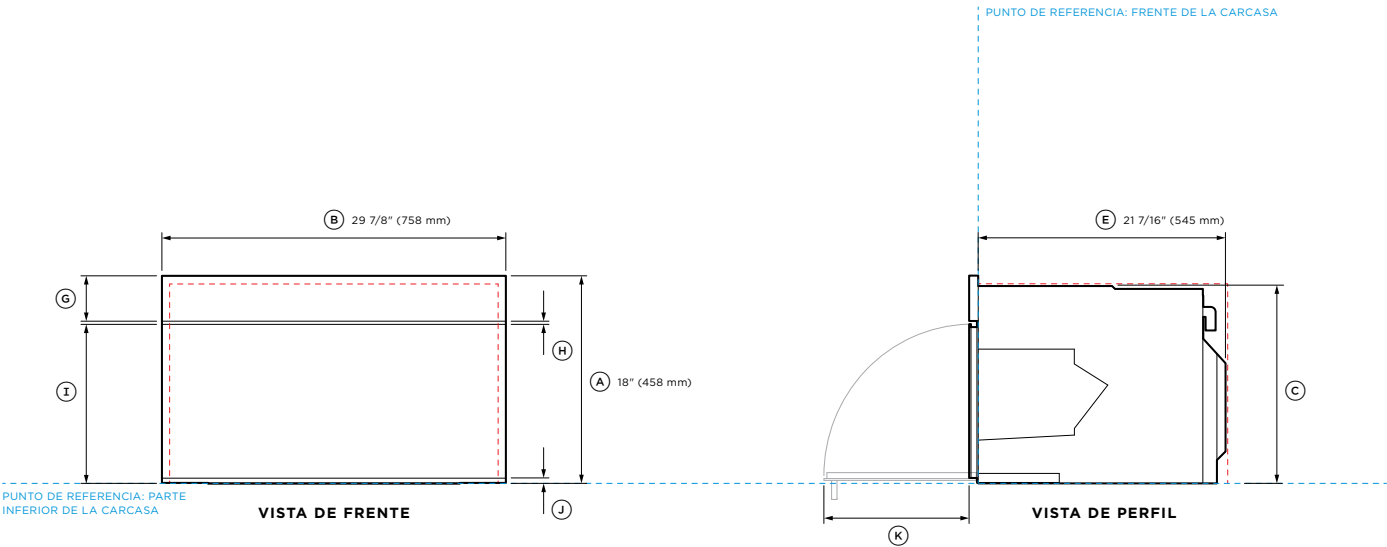 PUNTO DE REFERENCIA: FRENTE DE LA CARCASA
B 29 7/8" (758 mm)
E 21 7/16" (545 mm)
G
H
A 18" (458 mm)
I
C
PUNTO DE REFERENCIA: PARTE
INFERIOR DE LA CARCASA
J
VISTA DE FRENTE
VISTA DE PERFIL
K